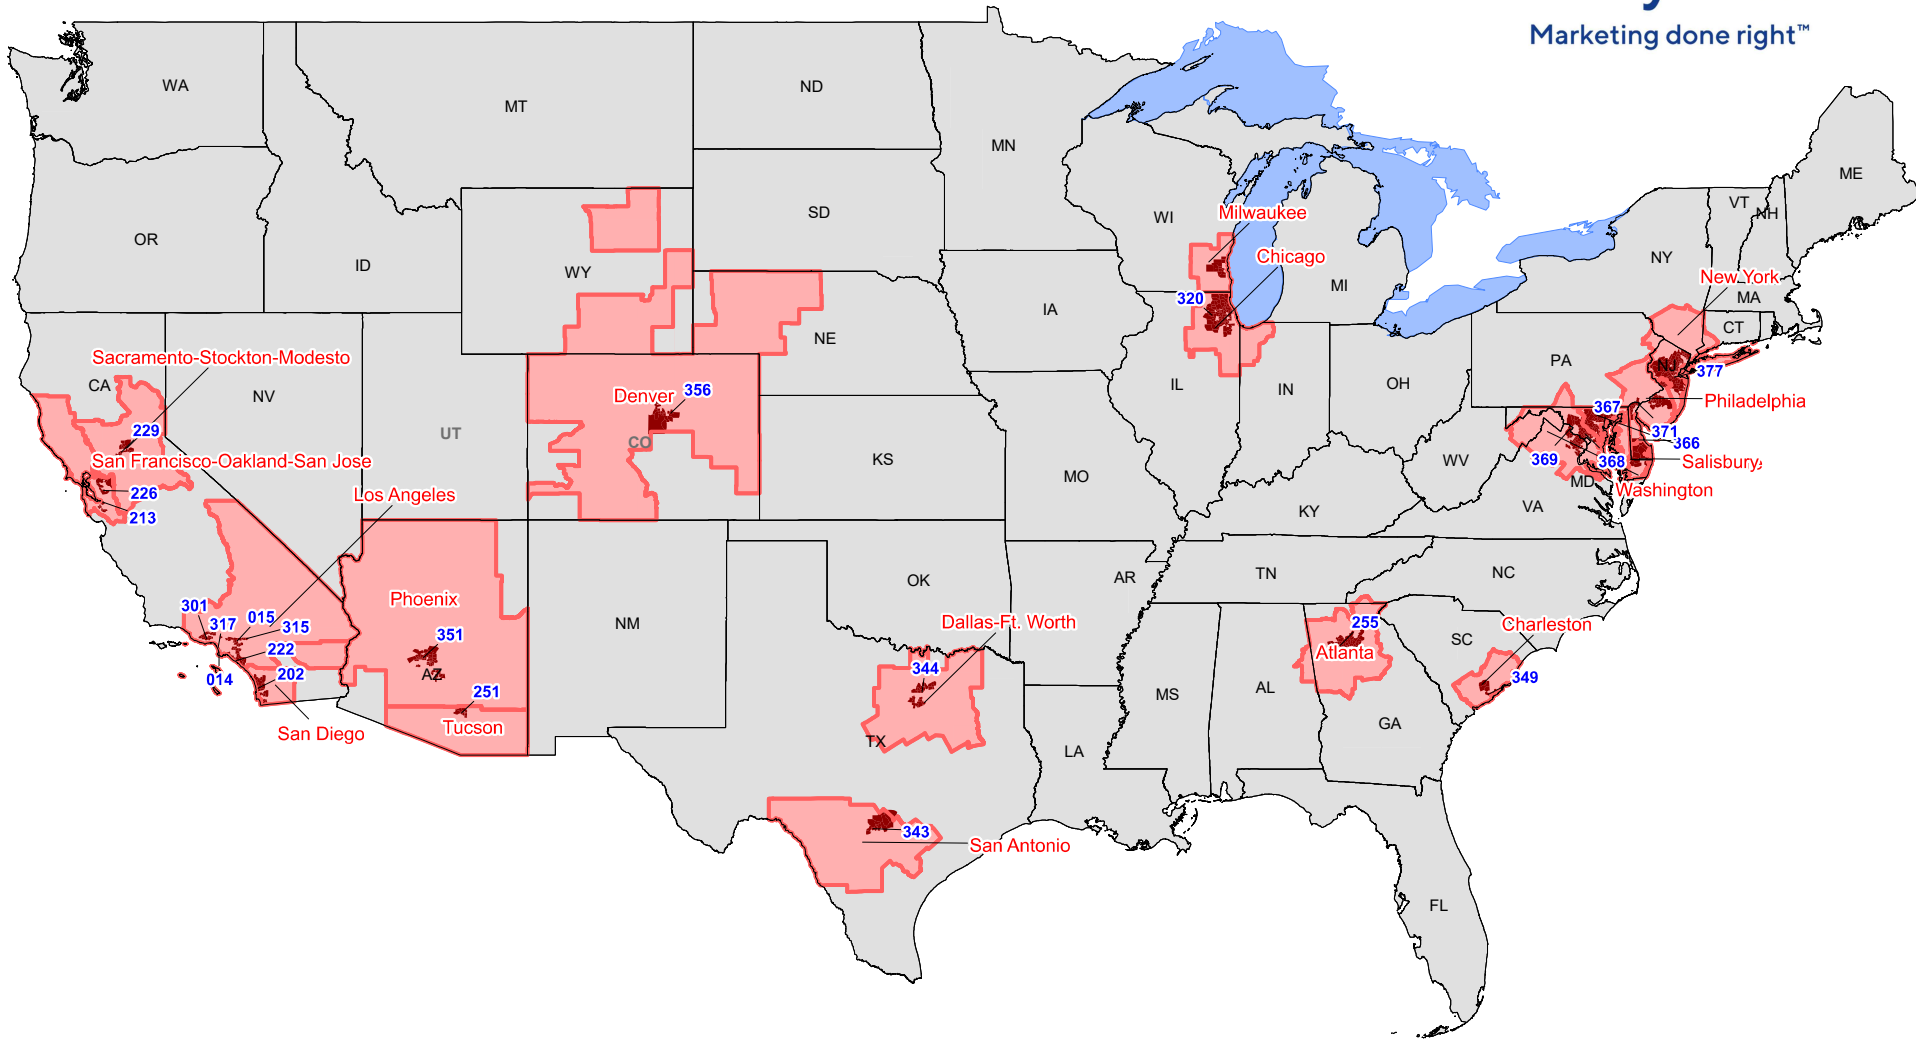 Marketing done right™
WA
MT
ND
MN
ME
VT
NH
OR
ID
SD
WI
Milwaukee
NY
WY
Chicago
MI
New York
320
MA
IA
CT
NE
Sacramento-Stockton-Modesto
PA
NJ
377
CA
NV
IL
IN
OH
Denver
356
Philadelphia
367
229
UT
CO
371
366
San Francisco-Oakland-San Jose
KS
WV
369
368
Salisbury
MO
MD
Washington
226
Los Angeles
213
KY
VA
OK
AR
TN
NC
Phoenix
301
317
015
315
NM
Dallas-Ft. Worth
255
Charleston
351
222
Atlanta
SC
344
014
202
AZ
251
MS
AL
349
San Diego
Tucson
GA
TX
LA
343
San Antonio
FL